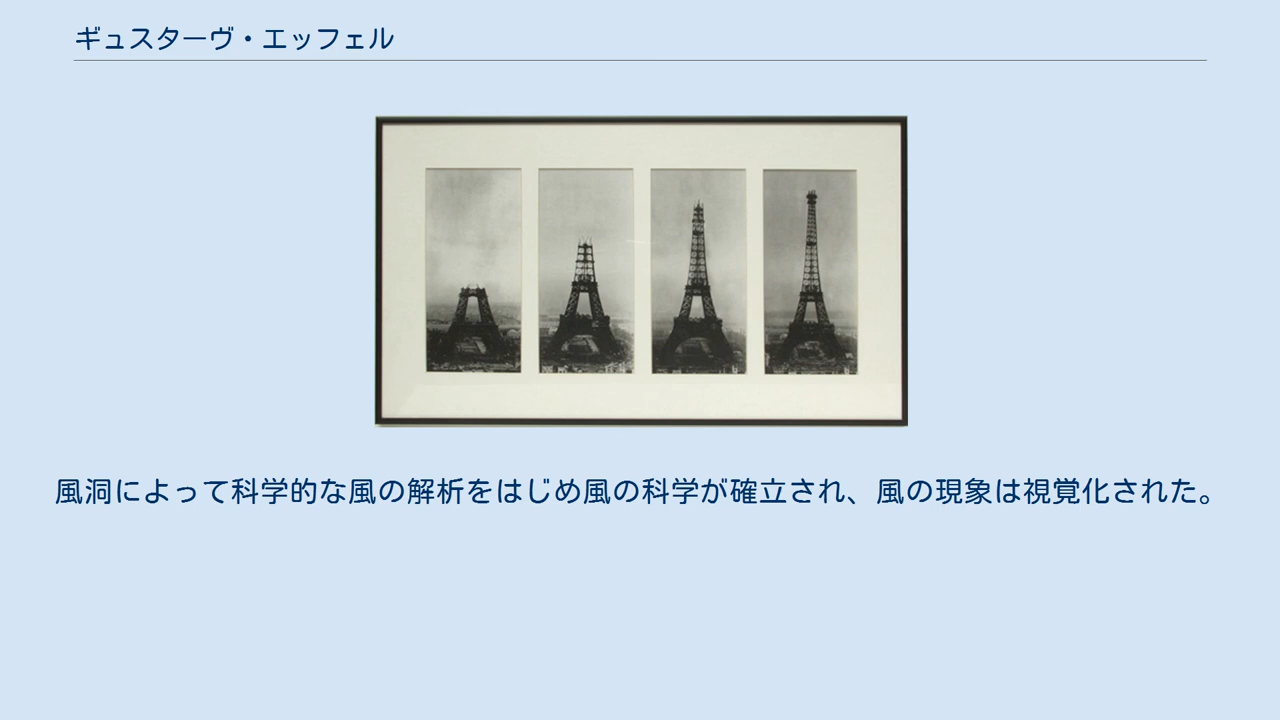 ギュスターヴ・エッフェル
風洞によって科学的な風の解析をはじめ風の科学が確立され、風の現象は視覚化された。